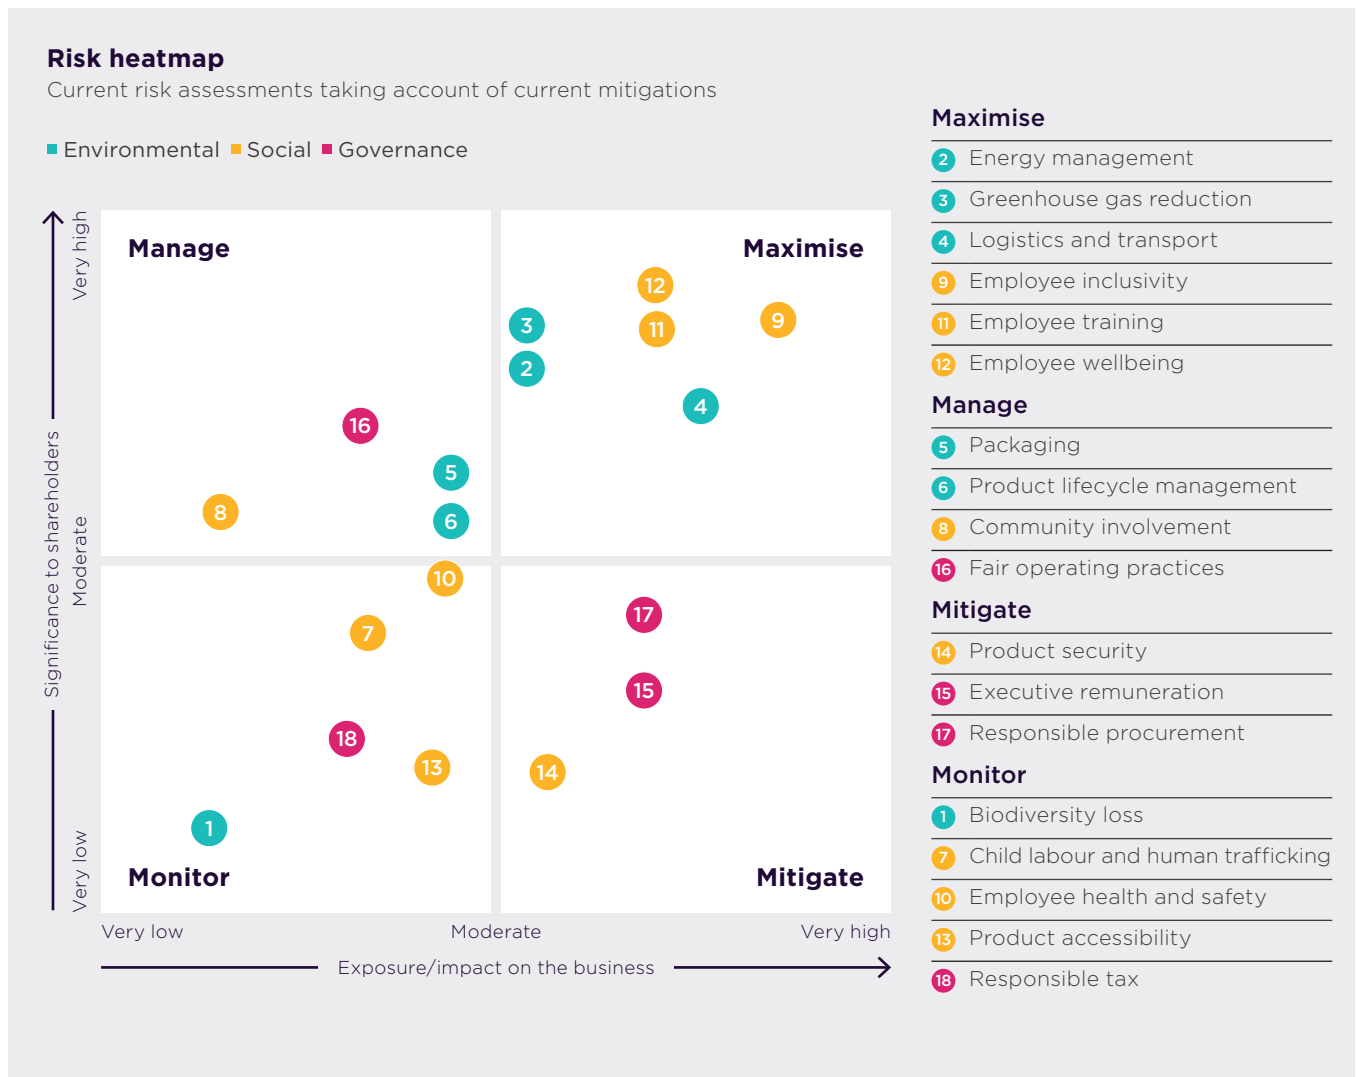 Risk heatmap
Current risk assessments taking account of current mitigations
Environmental Social Governance
Very high
Moderate
Very low
Significance to shareholders
Manage
Maximise
12
3
11
9
2
4
16
5
8
6
10
7
17
15
18
13
14
1
Monitor
Mitigate
Very low Moderate Very high
Exposure/impact on the business
Maximise
2 Energy management
3 Greenhouse gas reduction
4 Logistics and transport
9 Employee inclusivity
11 Employee training
12 Employee wellbeing
Manage
5 Packaging
6 Product lifecycle management
8 Community involvement
16 Fair operating practices
Mitigate
14 Product security
15 Executive remuneration
17 Responsible procurement
Monitor
1 Biodiversity loss
7 Child labour and human trafficking
10 Employee health and safety
13 Product accessibility
18 Responsible tax